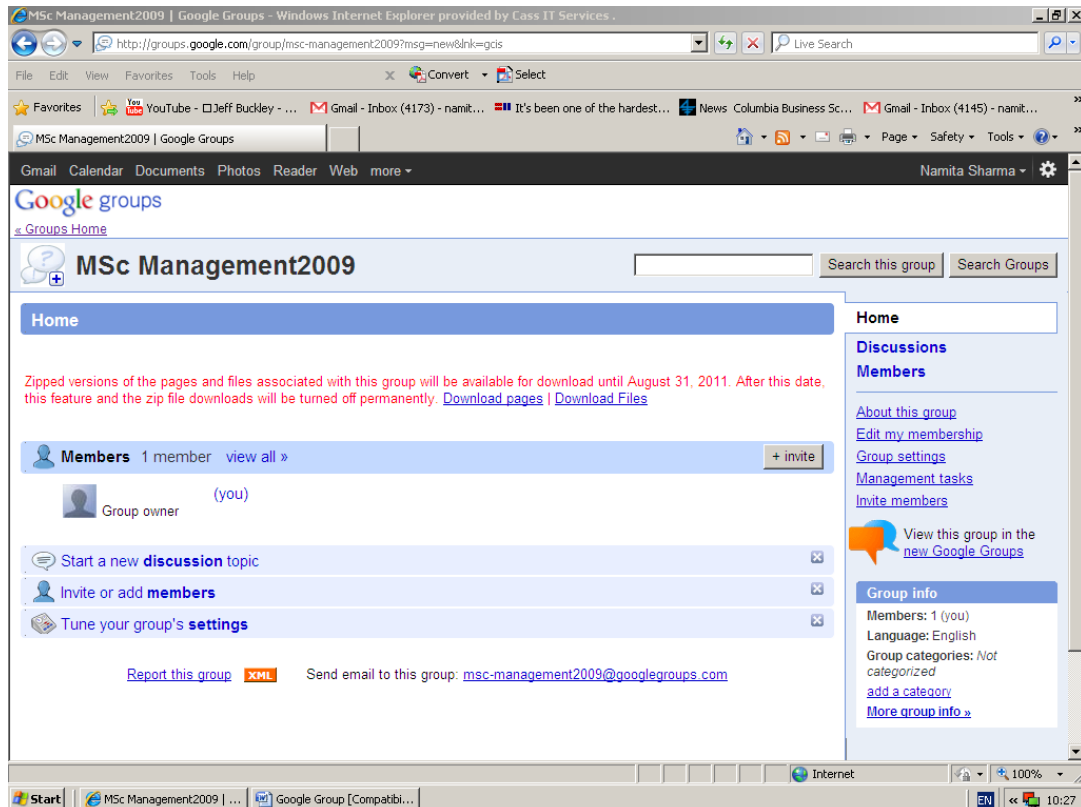 MSc Management2009 | Google Groups - Windows Internet Explorer provided by Cass IT Services .
http://groups.google.com/group/msc-management2009?msg=new&lnk=gcis
Live Search
File Edit View Favorites Tools Help
x Convert Select
Favorites YouTube - □Jeff Buckley - ... Gmail - Inbox (4173) - namit... It's been one of the hardest... News Columbia Business Sc... Gmail - Inbox (4145) - namit... »
MSc Management2009 | Google Groups
Page Safety Tools »
Gmail Calendar Documents Photos Reader Web more
Namita Sharma
Google groups
« Groups Home
MSc Management2009
Search this group Search Groups
Home
Zipped versions of the pages and files associated with this group will be available for download until August 31, 2011. After this date,
this feature and the zip file downloads will be turned off permanently. Download pages | Download Files
Members 1 member view all »
+ invite
(you)
Group owner
Start a new discussion topic
Invite or add members
Tune your group's settings
Report this group XML Send email to this group: msc-management2009@googlegroups.com
Home
Discussions
Members
About this group
Edit my membership
Group settings
Management tasks
Invite members
View this group in the
new Google Groups
Group info
Members: 1 (you)
Language: English
Group categories: Not
categorized
add a category
More group info »
Internet
100%
Start
MSc Management2009 | ...
Google Group [Compatibi...
EN « 10:27